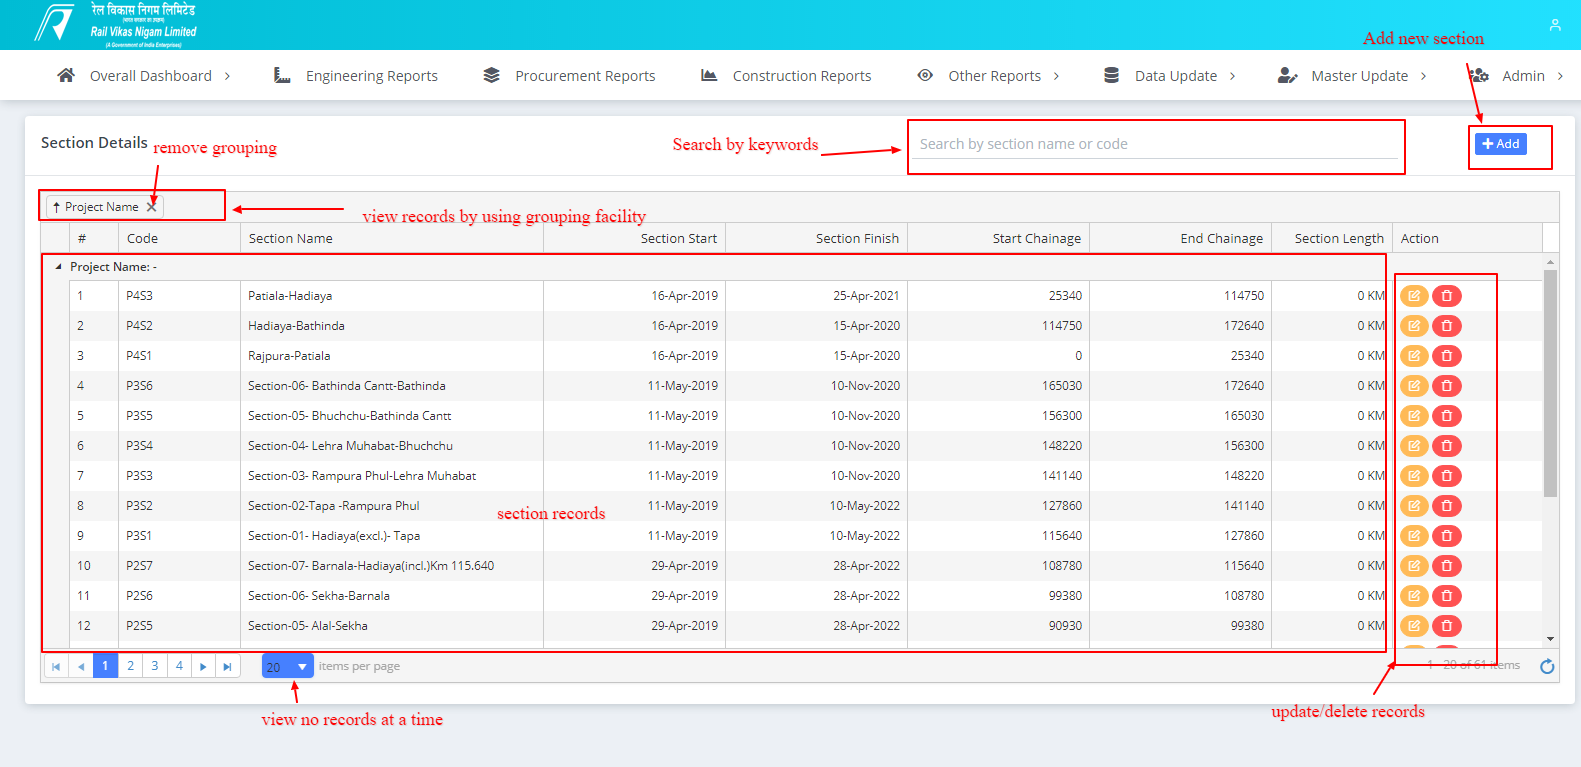 रेल विकास निगम लिमिटेड
(भारत सरकार का उपक्रम)
Rail Vikas Nigam Limited
(A Government of India Enterprises)
Add new section
Overall Dashboard
Engineering Reports
Procurement Reports
Construction Reports
Other Reports
Data Update
Master Update
Admin
Section Details
remove grouping
Search by keywords
Search by section name or code
Add
Project Name
view records by using grouping facility
# Code Section Name Section Start Section Finish Start Chainage End Chainage Section Length Action
Project Name: -
1 P4S3 Patiala-Hadiaya 16-Apr-2019 25-Apr-2021 25340 114750 0 KM
2 P4S2 Hadiaya-Bathinda 16-Apr-2019 15-Apr-2020 114750 172640 0 KM
3 P4S1 Rajpura-Patiala 16-Apr-2019 15-Apr-2020 0 25340 0 KM
4 P3S6 Section-06- Bathinda Cantt-Bathinda 11-May-2019 10-Nov-2020 165030 172640 0 KM
5 P3S5 Section-05- Bhuchchu-Bathinda Cantt 11-May-2019 10-Nov-2020 156300 165030 0 KM
6 P3S4 Section-04- Lehra Muhabat-Bhuchchu 11-May-2019 10-Nov-2020 148220 156300 0 KM
7 P3S3 Section-03- Rampura Phul-Lehra Muhabat 11-May-2019 10-Nov-2020 141140 148220 0 KM
8 P3S2 Section-02-Tapa -Rampura Phul 11-May-2019 10-May-2022 127860 141140 0 KM
section records
9 P3S1 Section-01- Hadiaya(excl.)- Tapa 11-May-2019 10-May-2022 115640 127860 0 KM
10 P2S7 Section-07- Barnala-Hadiaya(incl.)Km 115.640 29-Apr-2019 28-Apr-2022 108780 115640 0 KM
11 P2S6 Section-06- Sekha-Barnala 29-Apr-2019 28-Apr-2022 99380 108780 0 KM
12 P2S5 Section-05- Alal-Sekha 29-Apr-2019 28-Apr-2022 90930 99380 0 KM
1 2 3 4 20 items per page 1 - 20 of 61 items
view no records at a time
update/delete records